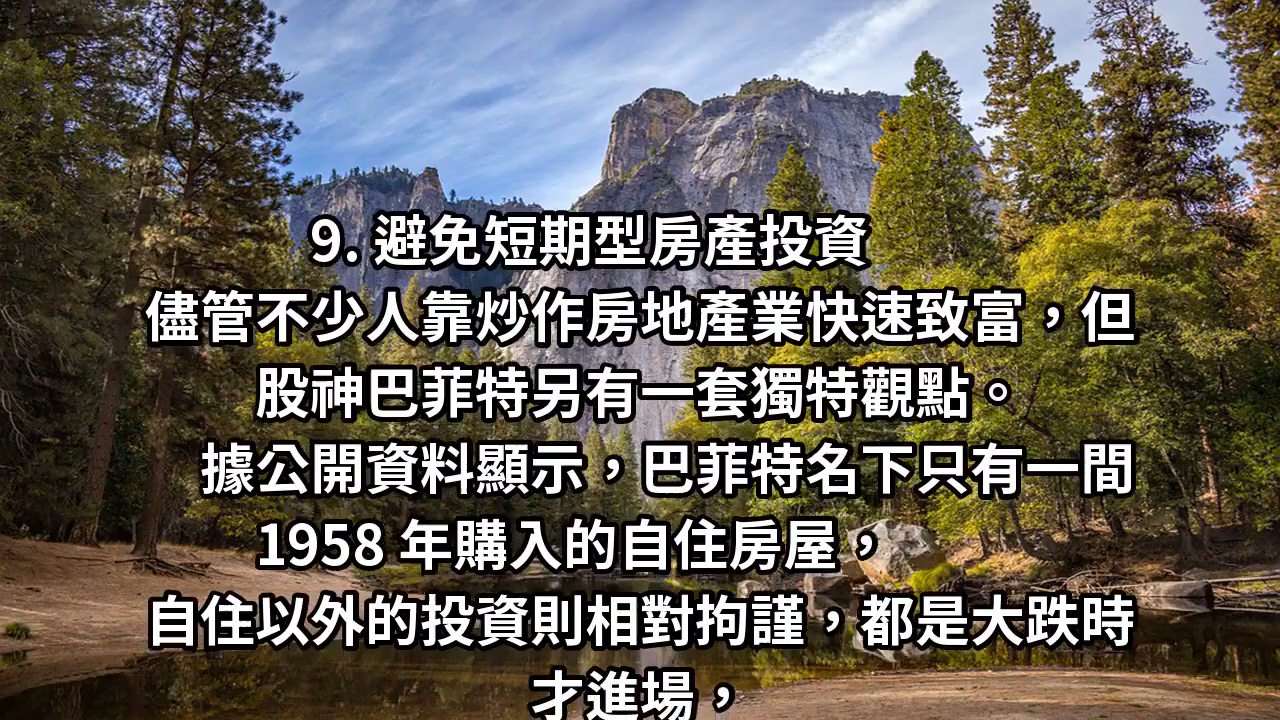 9. 避免短期型房產投資
儘管不少人靠炒作房地產業快速致富，但
股神巴菲特另有一套獨特觀點。
據公開資料顯示，巴菲特名下只有一間
1958 年購入的自住房屋，
自住以外的投資則相對拘謹，都是大跌時
才進場，